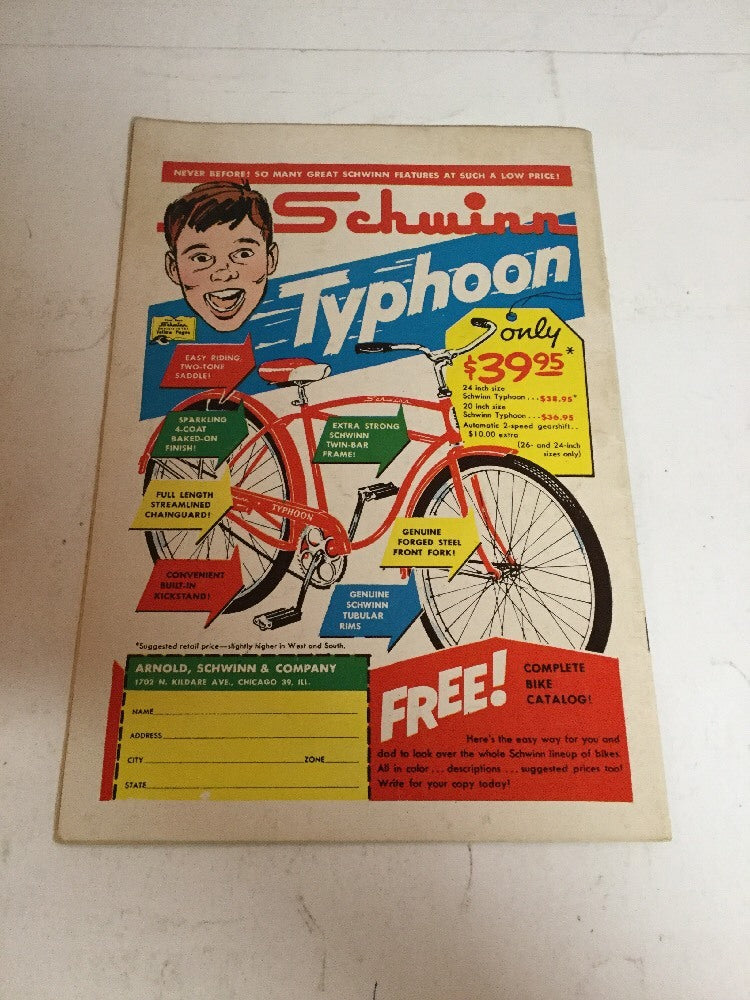 NEVER BEFORE! SO MANY GREAT SCHWINN FEATURES AT SUCH A LOW PRICE!
Schwinn
Typhoon
Schwinn
Yellow Pages
only
$39.95*
24 inch size
Schwinn Typhoon...$38.95*
20 inch size
Schwinn Typhoon...$36.95
Automatic 2-speed gearshift..
$10.00 extra
(26- and 24-inch
sizes only)
EASY RIDING
TWO-TONE
SADDLE!
Schwinn
SPARKLING
4-COAT
BAKED-ON
FINISH!
EXTRA STRONG
SCHWINN
TWIN-BAR
FRAME!
FULL LENGTH
STREAMLINED
CHAINGUARD!
TYPHOON
GENUINE
FORGED STEEL
FRONT FORK!
CONVENIENT
BUILT-IN
KICKSTAND!
GENUINE
SCHWINN
TUBULAR
RIMS
*Suggested retail price—slightly higher in West and South.
ARNOLD, SCHWINN & COMPANY
1702 N. KILDARE AVE., CHICAGO 39, ILL.
NAME
ADDRESS
CITY ZONE
STATE
FREE!
COMPLETE
BIKE
CATALOG!
Here's the easy way for you and
dad to look over the whole Schwinn lineup of bikes.
All in color...descriptions...suggested prices too!
Write for your copy today!